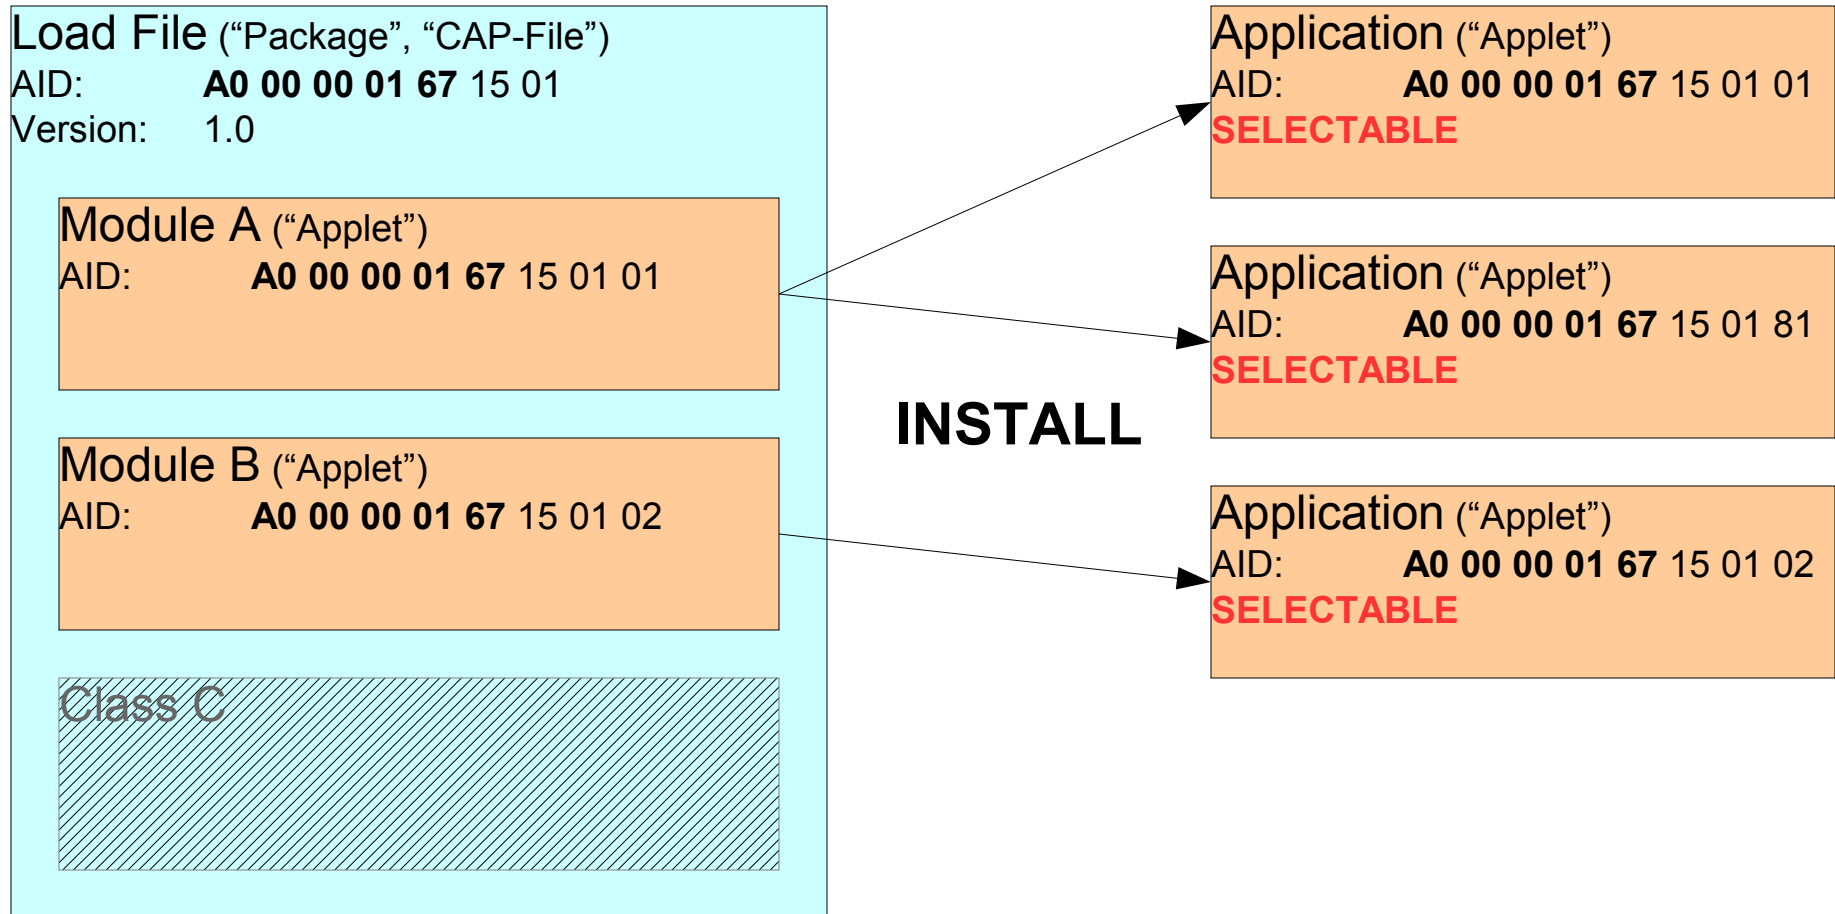 Load File (“Package”, “CAP-File”)
AID: A0 00 00 01 67 15 01
Version: 1.0
Module A (“Applet”)
AID: A0 00 00 01 67 15 01 01
Module B (“Applet”)
AID: A0 00 00 01 67 15 01 02
Class C
INSTALL
Application (“Applet”)
AID: A0 00 00 01 67 15 01 01
SELECTABLE
Application (“Applet”)
AID: A0 00 00 01 67 15 01 81
SELECTABLE
Application (“Applet”)
AID: A0 00 00 01 67 15 01 02
SELECTABLE